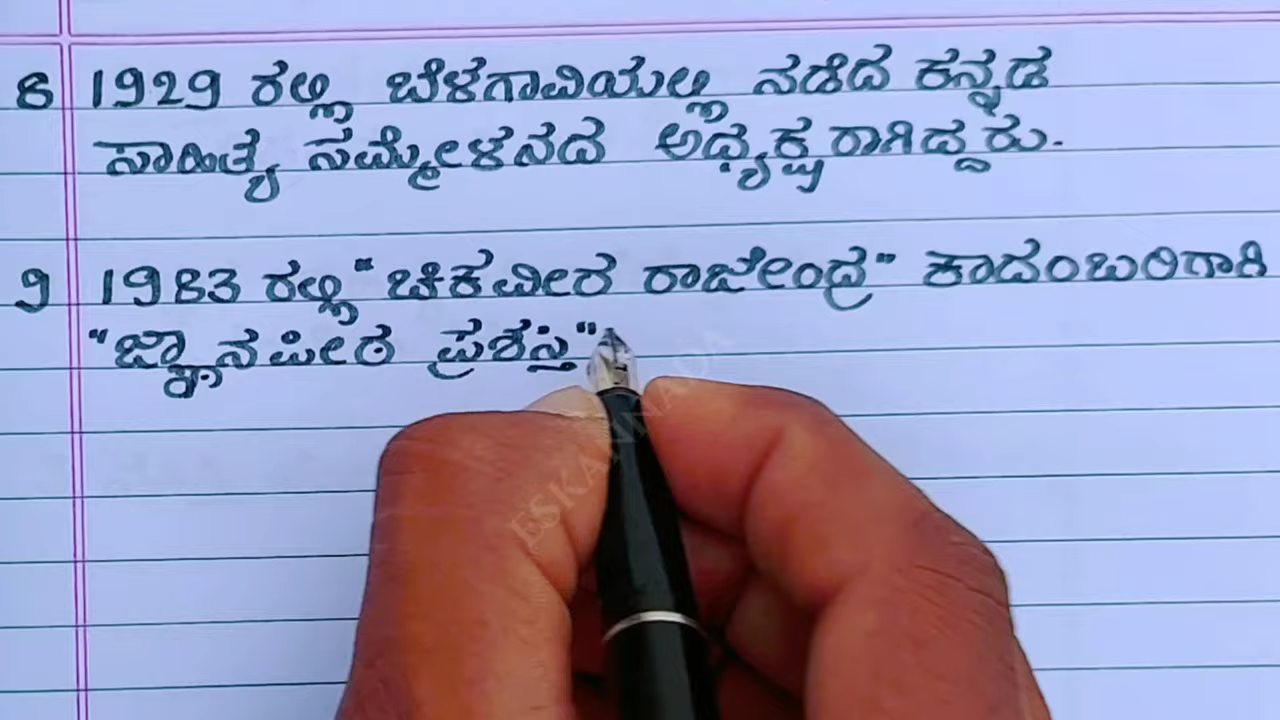 8 1929 ರಲ್ಲಿ ಬೆಳಗಾವಿಯಲ್ಲಿ ನಡೆದ ಕನ್ನಡ
ಸಾಹಿತ್ಯ ಸಮ್ಮೇಳನದ ಅಧ್ಯಕ್ಷರಾಗಿದ್ದರು.
9 1983 ರಲ್ಲಿ "ಚಿಕವೀರ ರಾಜೇಂದ್ರ" ಕಾದಂಬರಿಗಾಗಿ
"ಜ್ಞಾನಪೀಠ ಪ್ರಶಸ್ತಿ"
ESKANNADA